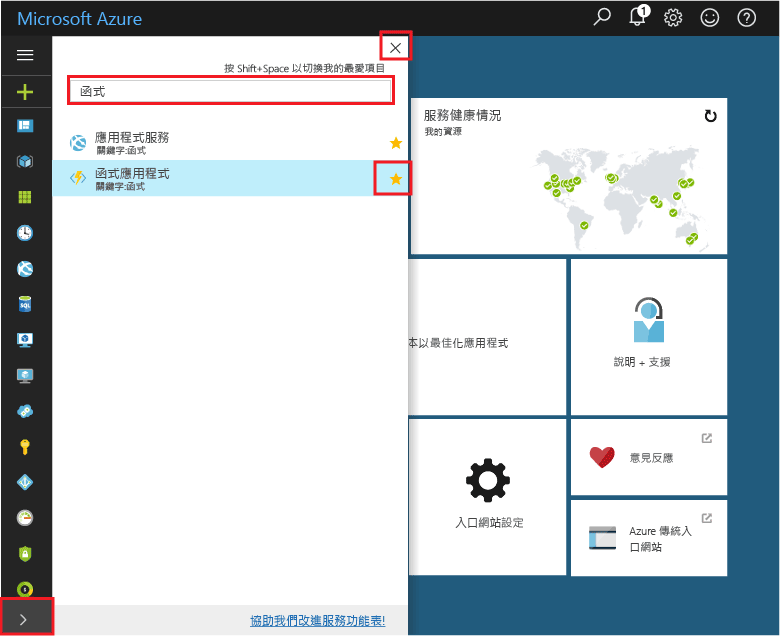 Microsoft Azure
1
按 Shift+Space 以切換我的最愛項目
函式
應用程式服務
關鍵字:函式
函式應用程式
關鍵字:函式
服務健康情況
我的資源
本以最佳化應用程式
說明 + 支援
入口網站設定
意見反應
Azure 傳統入
口網站
SQL
協助我們改進服務功能表!